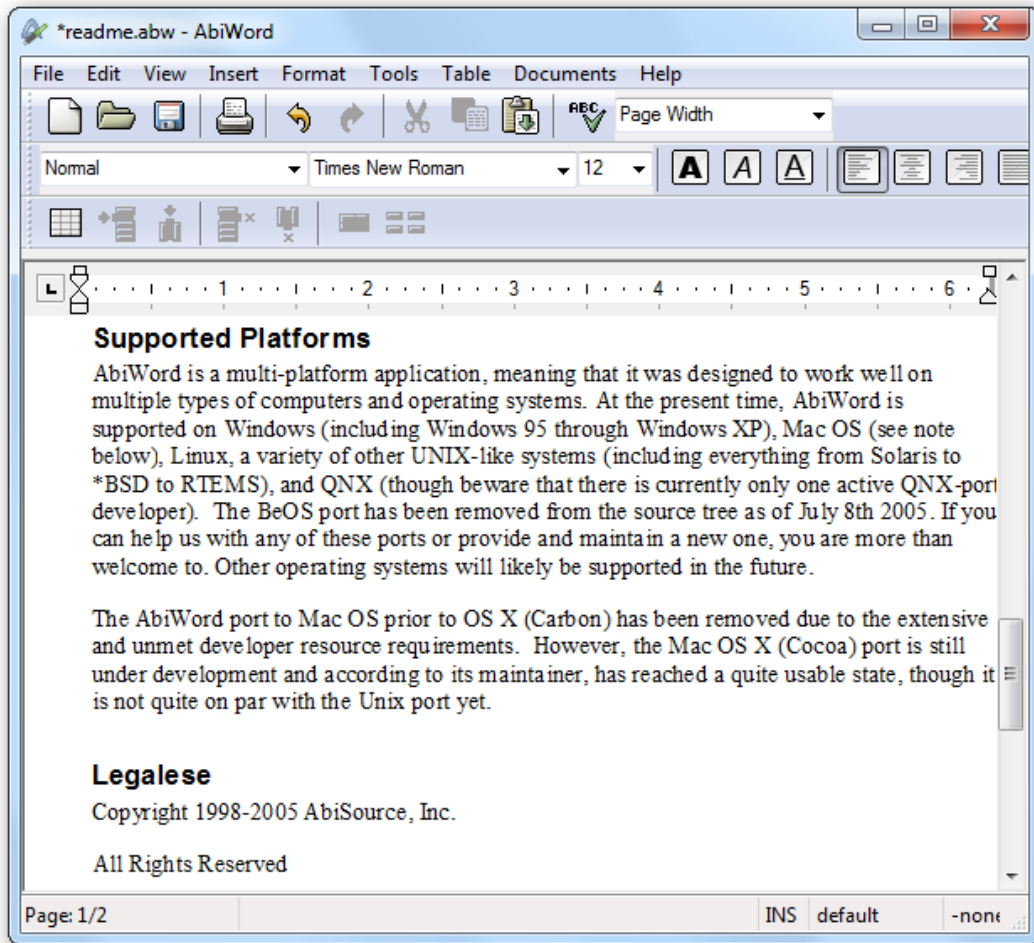 *readme.abw - AbiWord
File Edit View Insert Format Tools Table Documents Help
ABC Page Width
Normal Times New Roman 12 A A A
L 1 2 3 4 5 6
Supported Platforms
AbiWord is a multi-platform application, meaning that it was designed to work well on
multiple types of computers and operating systems. At the present time, AbiWord is
supported on Windows (including Windows 95 through Windows XP), Mac OS (see note
below), Linux, a variety of other UNIX-like systems (including everything from Solaris to
*BSD to RTEMS), and QNX (though beware that there is currently only one active QNX-port
developer).  The BeOS port has been removed from the source tree as of July 8th 2005. If you
can help us with any of these ports or provide and maintain a new one, you are more than
welcome to. Other operating systems will likely be supported in the future.
The AbiWord port to Mac OS prior to OS X (Carbon) has been removed due to the extensive
and unmet developer resource requirements.  However, the Mac OS X (Cocoa) port is still
under development and according to its maintainer, has reached a quite usable state, though it
is not quite on par with the Unix port yet.
Legalese
Copyright 1998-2005 AbiSource, Inc.
All Rights Reserved
Page: 1/2 INS default -none